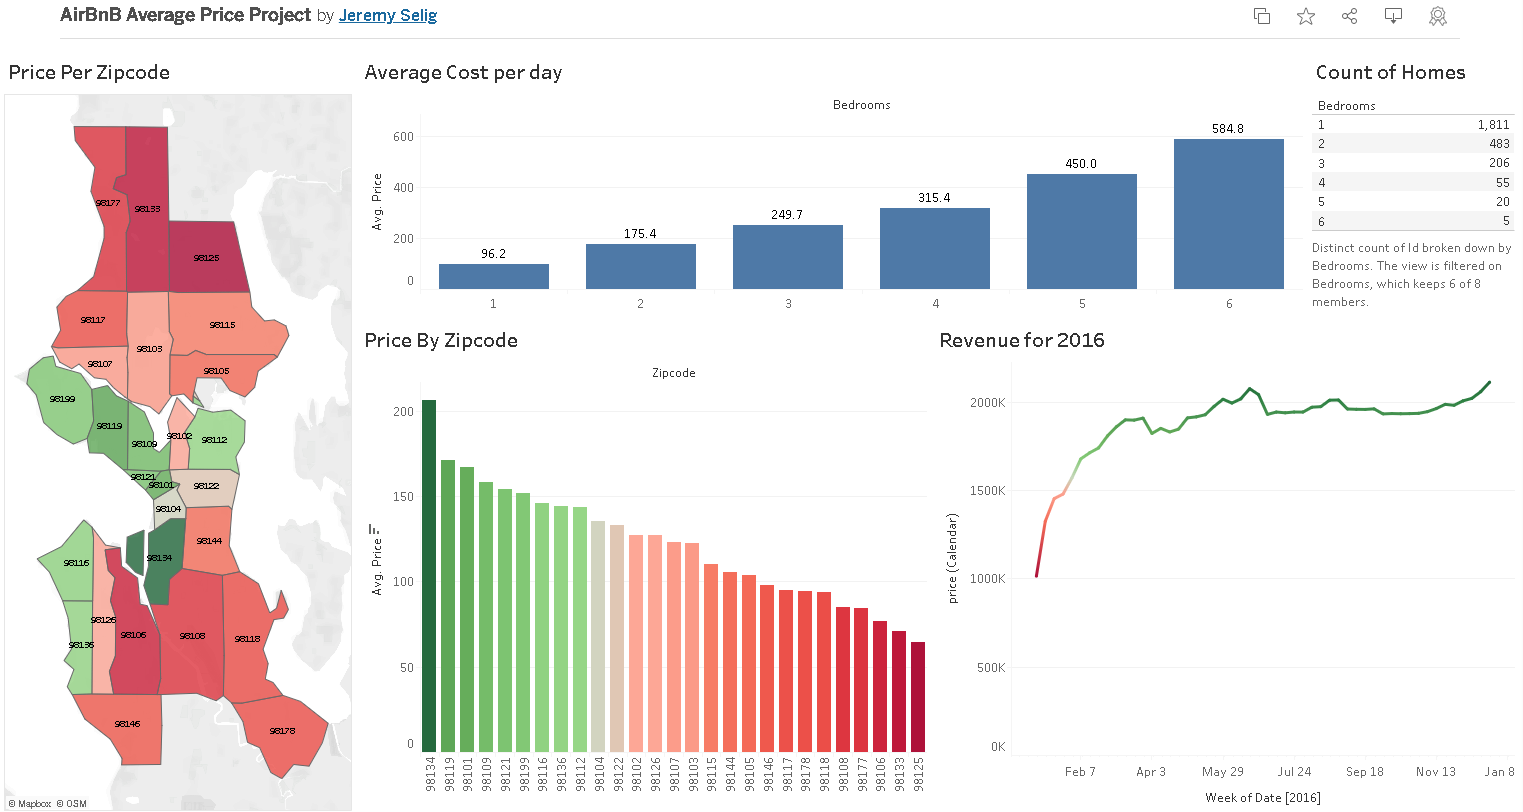 AirBnB Average Price Project by Jeremy Selig
Price Per Zipcode
98177
98133
98125
98117
98103
98115
98107
98105
98199
98119
98109
98102
98112
98121
98101
98122
98104
98134
98144
98116
98126
98136
98106
98108
98118
98146
98178
© Mapbox © OSM
Average Cost per day
Bedrooms
Avg. Price
600
400
200
0
96.2
175.4
249.7
315.4
450.0
584.8
1 2 3 4 5 6
Count of Homes
Bedrooms
1 1,811
2 483
3 206
4 55
5 20
6 5
Distinct count of Id broken down by
Bedrooms. The view is filtered on
Bedrooms, which keeps 6 of 8
members.
Price By Zipcode
Zipcode
Avg. Price
200
150
100
50
0
98134 98119 98101 98109 98121 98199 98116 98136 98112 98104 98122 98102 98126 98107 98103 98115 98144 98105 98146 98117 98178 98118 98108 98177 98106 98133 98125
Revenue for 2016
price (Calendar)
2000K
1500K
1000K
500K
0K
Feb 7 Apr 3 May 29 Jul 24 Sep 18 Nov 13 Jan 8
Week of Date [2016]